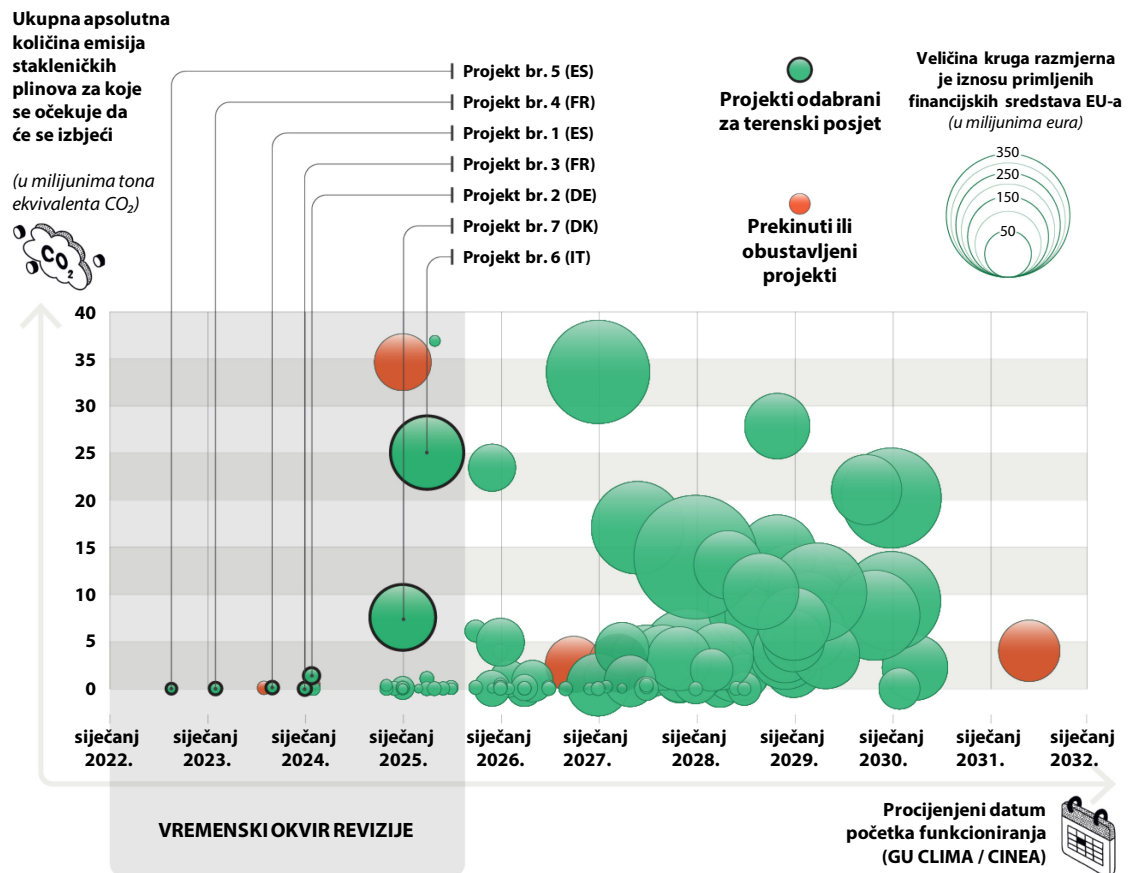 Ukupna apsolutna
količina emisija
stakleničkih
plinova za koje
se očekuje da
će se izbjeći
(u milijunima tona
ekvivalenta CO₂)
CO₂
Projekt br. 5 (ES)
Projekt br. 4 (FR)
Projekt br. 1 (ES)
Projekt br. 3 (FR)
Projekt br. 2 (DE)
Projekt br. 7 (DK)
Projekt br. 6 (IT)
Projekti odabrani
za terenski posjet
Prekinuti ili
obustavljeni
projekti
Veličina kruga razmjerna
je iznosu primljenih
financijskih sredstava EU-a
(u milijunima eura)
350
250
150
50
40
35
30
25
20
15
10
5
0
siječanj
2022.
siječanj
2023.
siječanj
2024.
siječanj
2025.
siječanj
2026.
siječanj
2027.
siječanj
2028.
siječanj
2029.
siječanj
2030.
siječanj
2031.
siječanj
2032.
VREMENSKI OKVIR REVIZIJE
Procijenjeni datum
početka funkcioniranja
(GU CLIMA / CINEA)